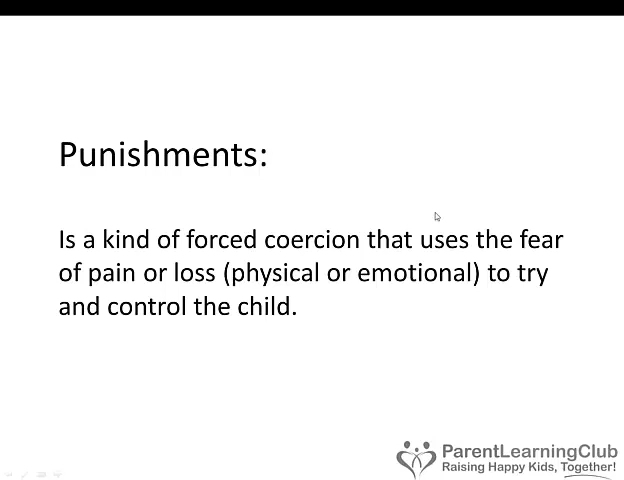 Punishments:
Is a kind of forced coercion that uses the fear
of pain or loss (physical or emotional) to try
and control the child.
ParentLearningClub
Raising Happy Kids, Together!